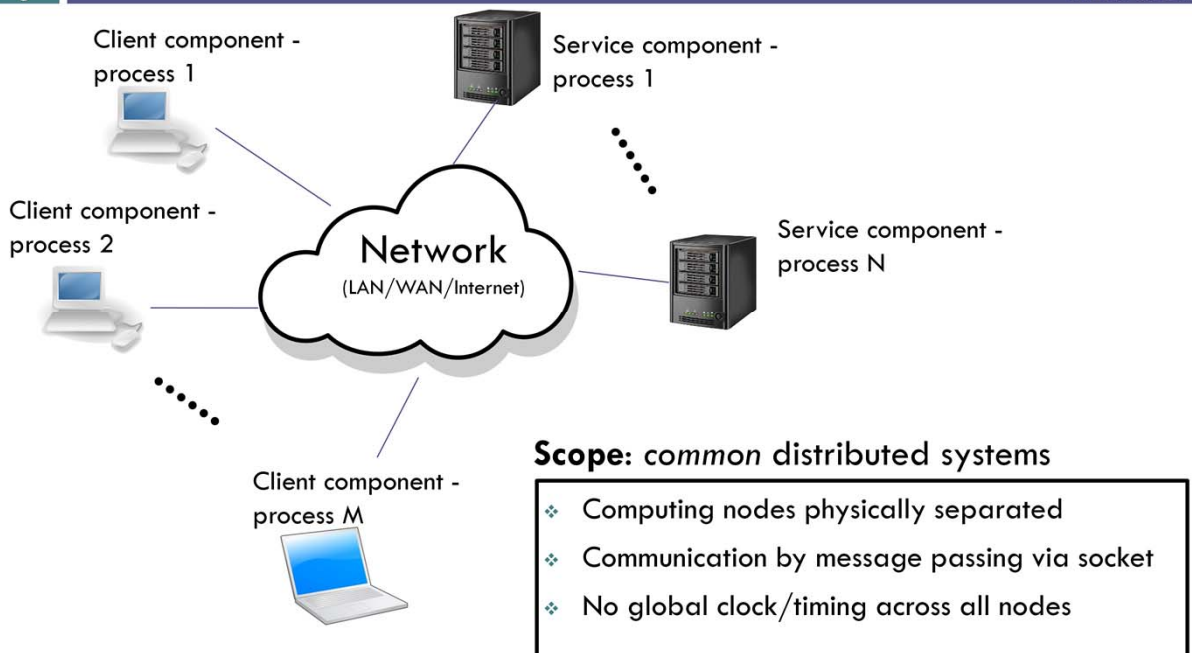 Client component -
process 1
Service component -
process 1
Client component -
process 2
Network
(LAN/WAN/Internet)
Service component -
process N
Client component -
process M
Scope: common distributed systems
Computing nodes physically separated
Communication by message passing via socket
No global clock/timing across all nodes